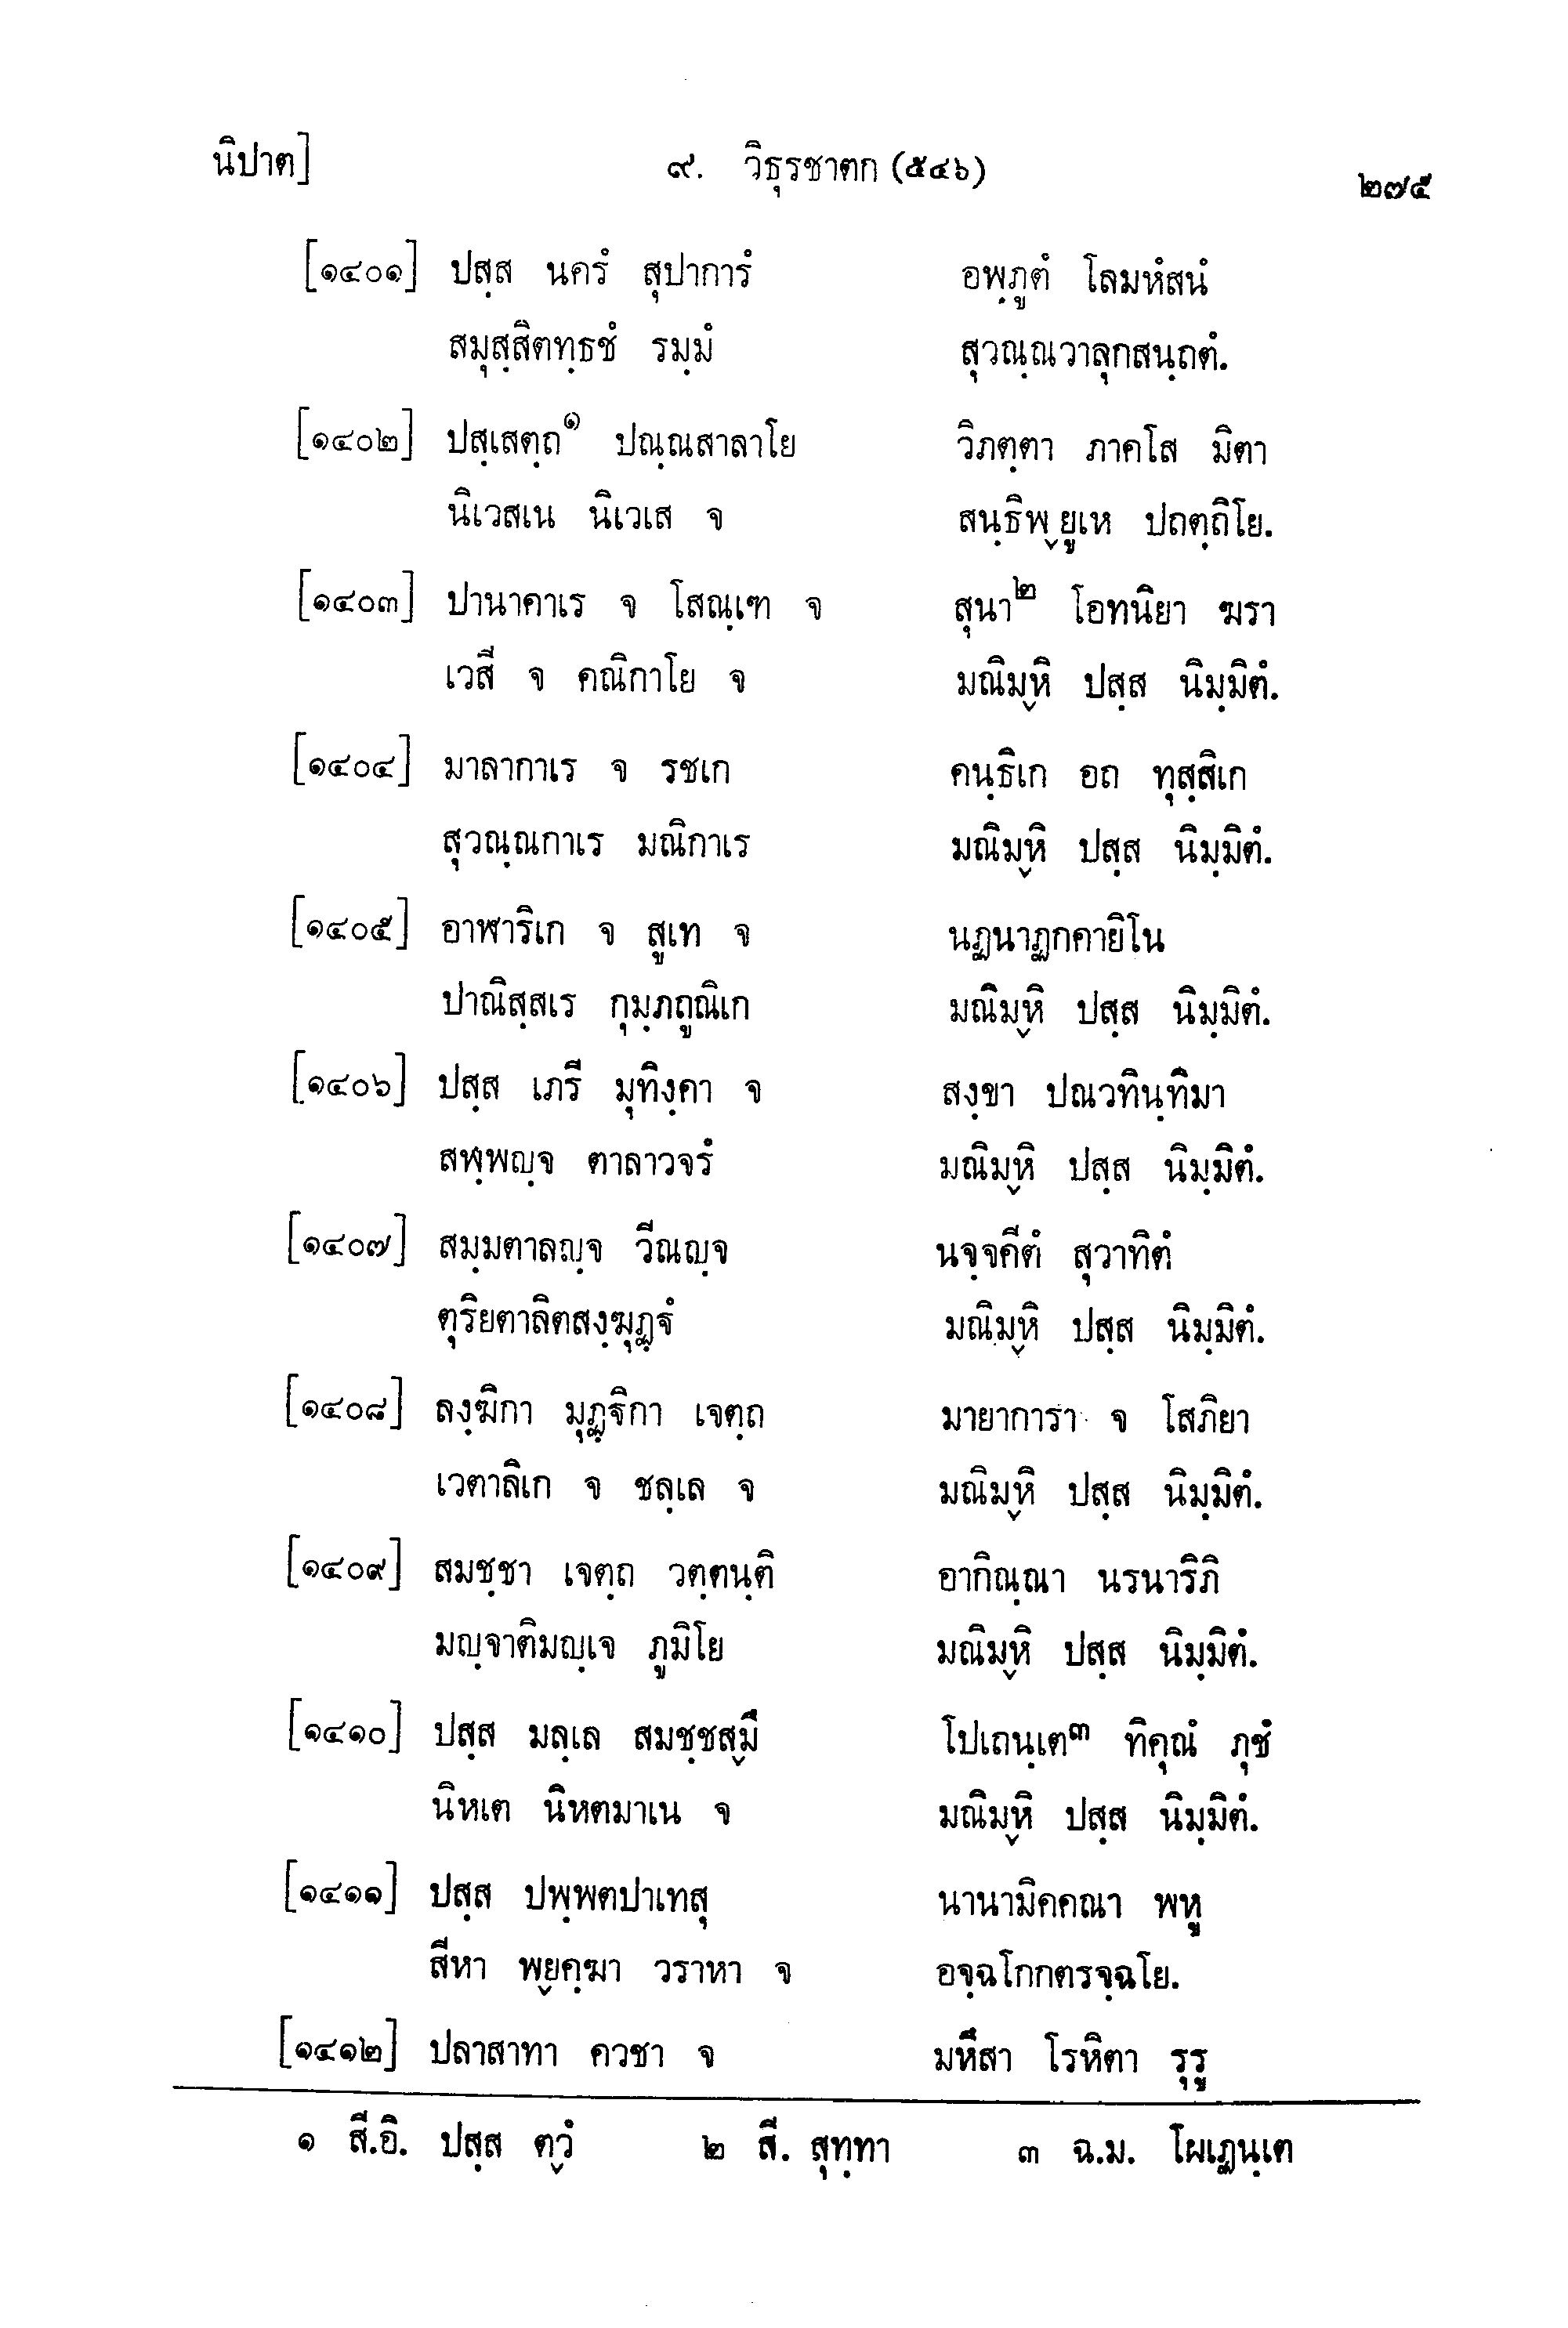 นิปาต] ๙. วิธุรชาตก (๕๔๖) ๒๗๕
[๑๔๐๑] ปสฺส นครํ สุปาการํ อพฺภูตํ โลมหํสนํ
สมุสฺสิตทฺธชํ รมฺมํ สุวณฺณวาลุกสนฺถตํ.
[๑๔๐๒] ปสฺเสตฺถ๑ ปณฺณสาลาโย วิภตฺตา ภาคโส มิตา
นิเวสเน นิเวเส จ สนฺธิพฺยูเห ปถตฺถิโย.
[๑๔๐๓] ปานาคาเร จ โสณฺเฑ จ สุนา๒ โอทนิยา ฆรา
เวสี จ คณิกาโย จ มณิมฺหิ ปสฺส นิมฺมิตํ.
[๑๔๐๔] มาลากาเร จ รชเก คนฺธิเก อถ ทุสฺสิเก
สุวณฺณกาเร มณิกาเร มณิมฺหิ ปสฺส นิมฺมิตํ.
[๑๔๐๕] อาฬาริเก จ สูเท จ นฏนาฏกคายิโน
ปาณิสฺสเร กุมฺภถูณิเก มณิมฺหิ ปสฺส นิมฺมิตํ.
[๑๔๐๖] ปสฺส เภรี มุทิงฺคา จ สงฺขา ปณวทินฺทิมา
สพฺพญฺจ ตาลาวจรํ มณิมฺหิ ปสฺส นิมฺมิตํ.
[๑๔๐๗] สมฺมตาลญฺจ วีณญฺจ นจฺจคีตํ สุวาทิตํ
ตุริยตาลิตสงฺฆุฏฺฐํ มณิมฺหิ ปสฺส นิมฺมิตํ.
[๑๔๐๘] ลงฺฆิกา มุฏฺฐิกา เจตฺถ มายาการา จ โสภิยา
เวตาลิเก จ ชลฺเล จ มณิมฺหิ ปสฺส นิมฺมิตํ.
[๑๔๐๙] สมชฺชา เจตฺถ วตฺตนฺติ อากิณฺณา นรนาริภิ
มญฺจาติมญฺเจ ภูมิโย มณิมฺหิ ปสฺส นิมฺมิตํ.
[๑๔๑๐] ปสฺส มลฺเล สมชฺชสฺมึ โปเถนฺเต๓ ทิคุณํ ภุชํ
นิหเต นิหตมาเน จ มณิมฺหิ ปสฺส นิมฺมิตํ.
[๑๔๑๑] ปสฺส ปพฺพตปาเทสุ นานามิคคณา พหู
สีหา พฺยคฺฆา วราหา จ อจฺฉโกกตรจฺฉโย.
[๑๔๑๒] ปลาสาทา ควชา จ มหึสา โรหิตา รุรู
๑ สี.อิ. ปสฺส ตฺวํ ๒ สี. สุทฺทา ๓ ฉ.ม. โผเฏนฺเต